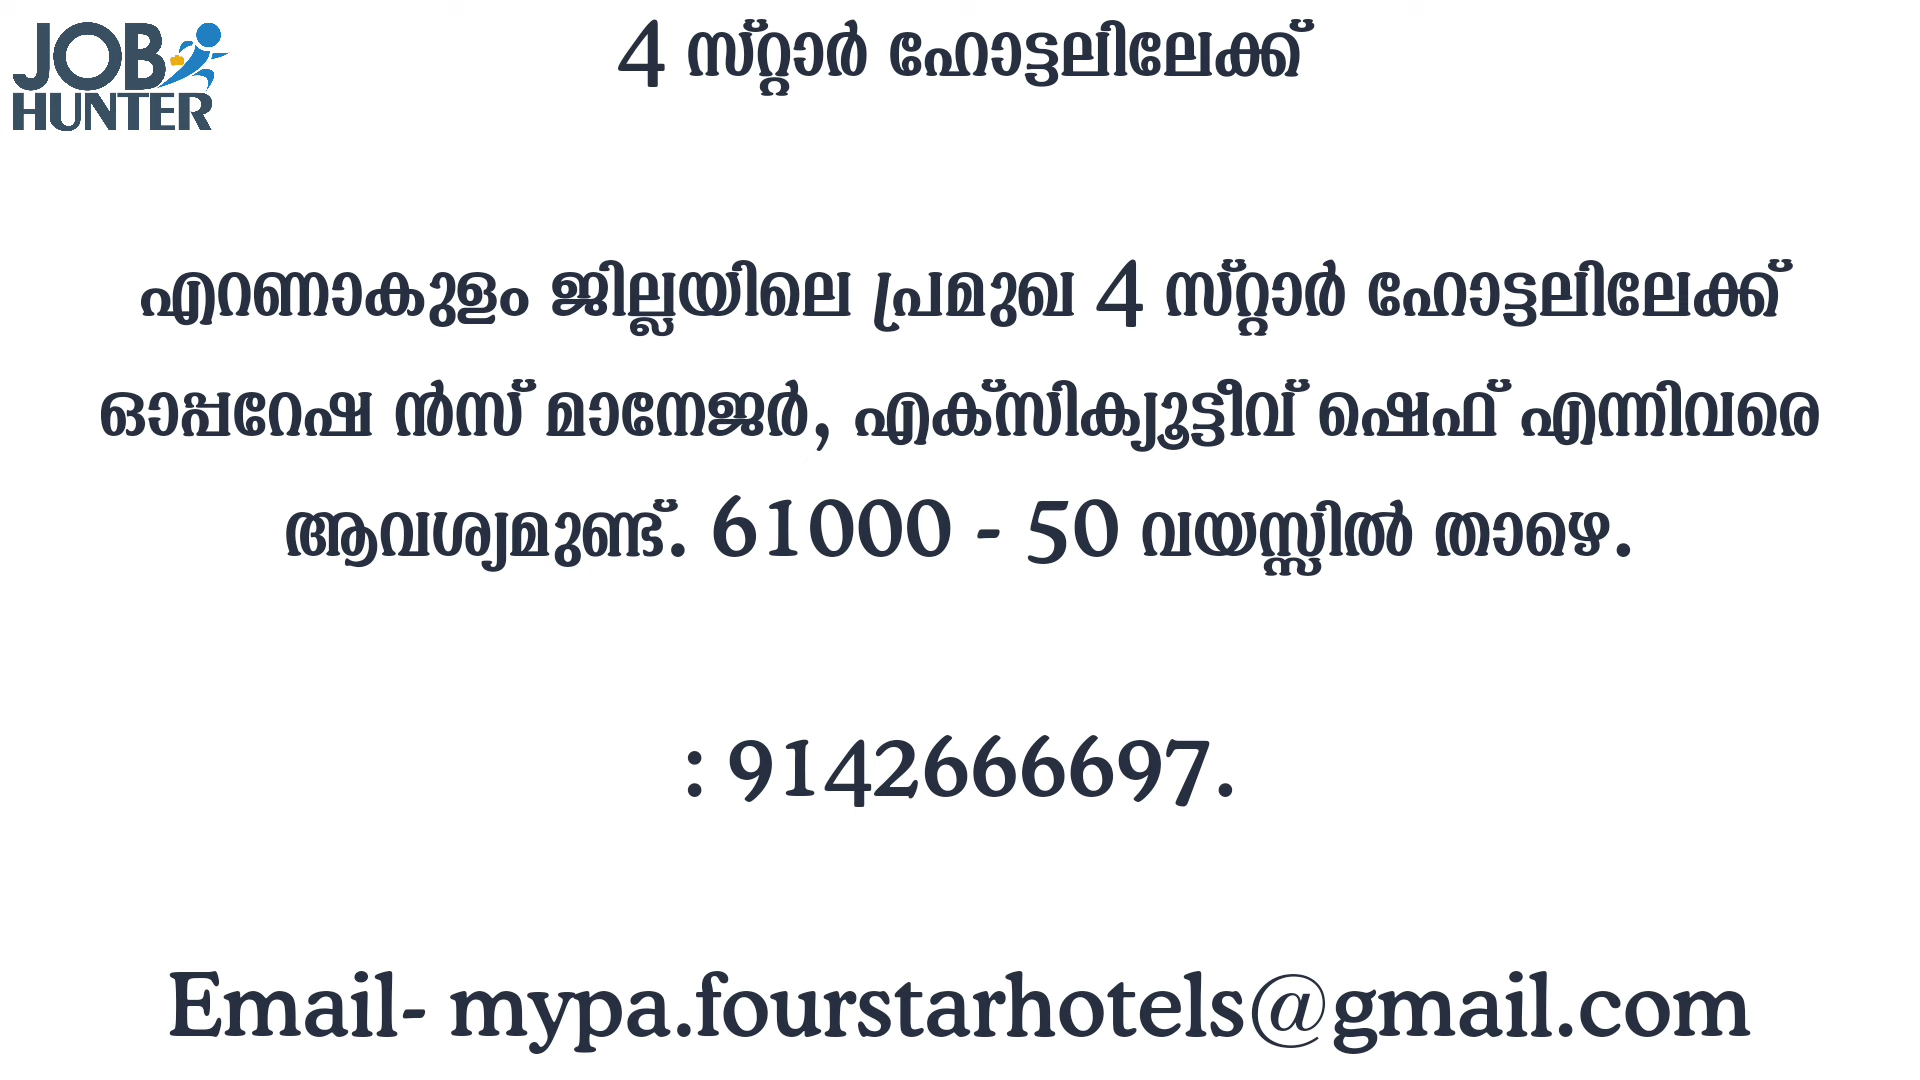 JOB
HUNTER
4 സ്റ്റാർ ഹോട്ടലിലേക്ക്
എറണാകുളം ജില്ലയിലെ പ്രമുഖ 4 സ്റ്റാർ ഹോട്ടലിലേക്ക്
ഓപ്പറേഷ ൻസ് മാനേജർ, എക്സിക്യൂട്ടീവ് ഷെഫ് എന്നിവരെ
ആവശ്യമുണ്ട്. 61000 - 50 വയസ്സിൽ താഴെ.
: 9142666697.
Email- mypa.fourstarhotels@gmail.com